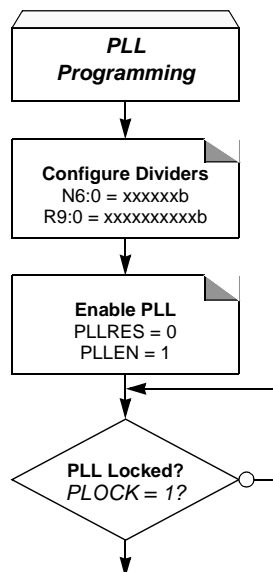 PLL
Programming
Configure Dividers
N6:0 = xxxxxxb
R9:0 = xxxxxxxxxxb
Enable PLL
PLLRES = 0
PLLEN = 1
PLL Locked?
PLOCK = 1?